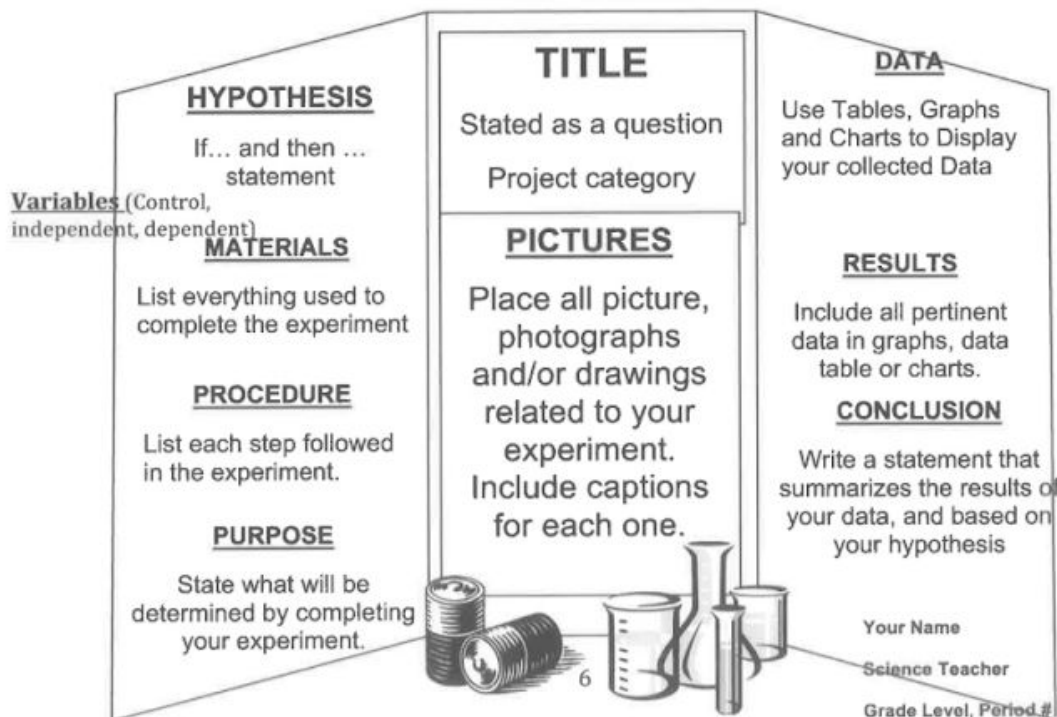 HYPOTHESIS
If... and then ...
statement
Variables (Control,
independent, dependent)
MATERIALS
List everything used to
complete the experiment
PROCEDURE
List each step followed
in the experiment.
PURPOSE
State what will be
determined by completing
your experiment.
TITLE
Stated as a question
Project category
PICTURES
Place all picture,
photographs
and/or drawings
related to your
experiment.
Include captions
for each one.
6
DATA
Use Tables, Graphs
and Charts to Display
your collected Data
RESULTS
Include all pertinent
data in graphs, data
table or charts.
CONCLUSION
Write a statement that
summarizes the results of
your data, and based on
your hypothesis
Your Name
Science Teacher
Grade Level, Period #